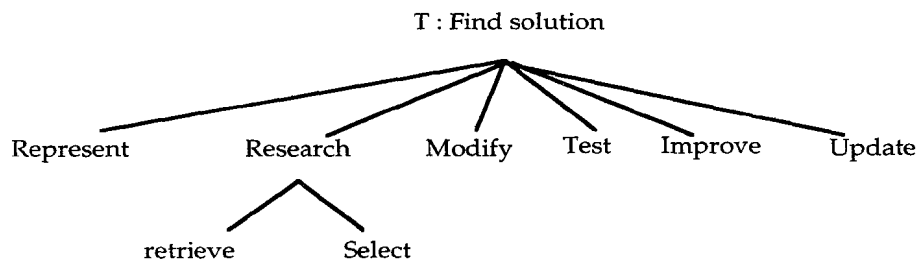 T : Find solution
Represent Research Modify Test Improve Update
retrieve Select